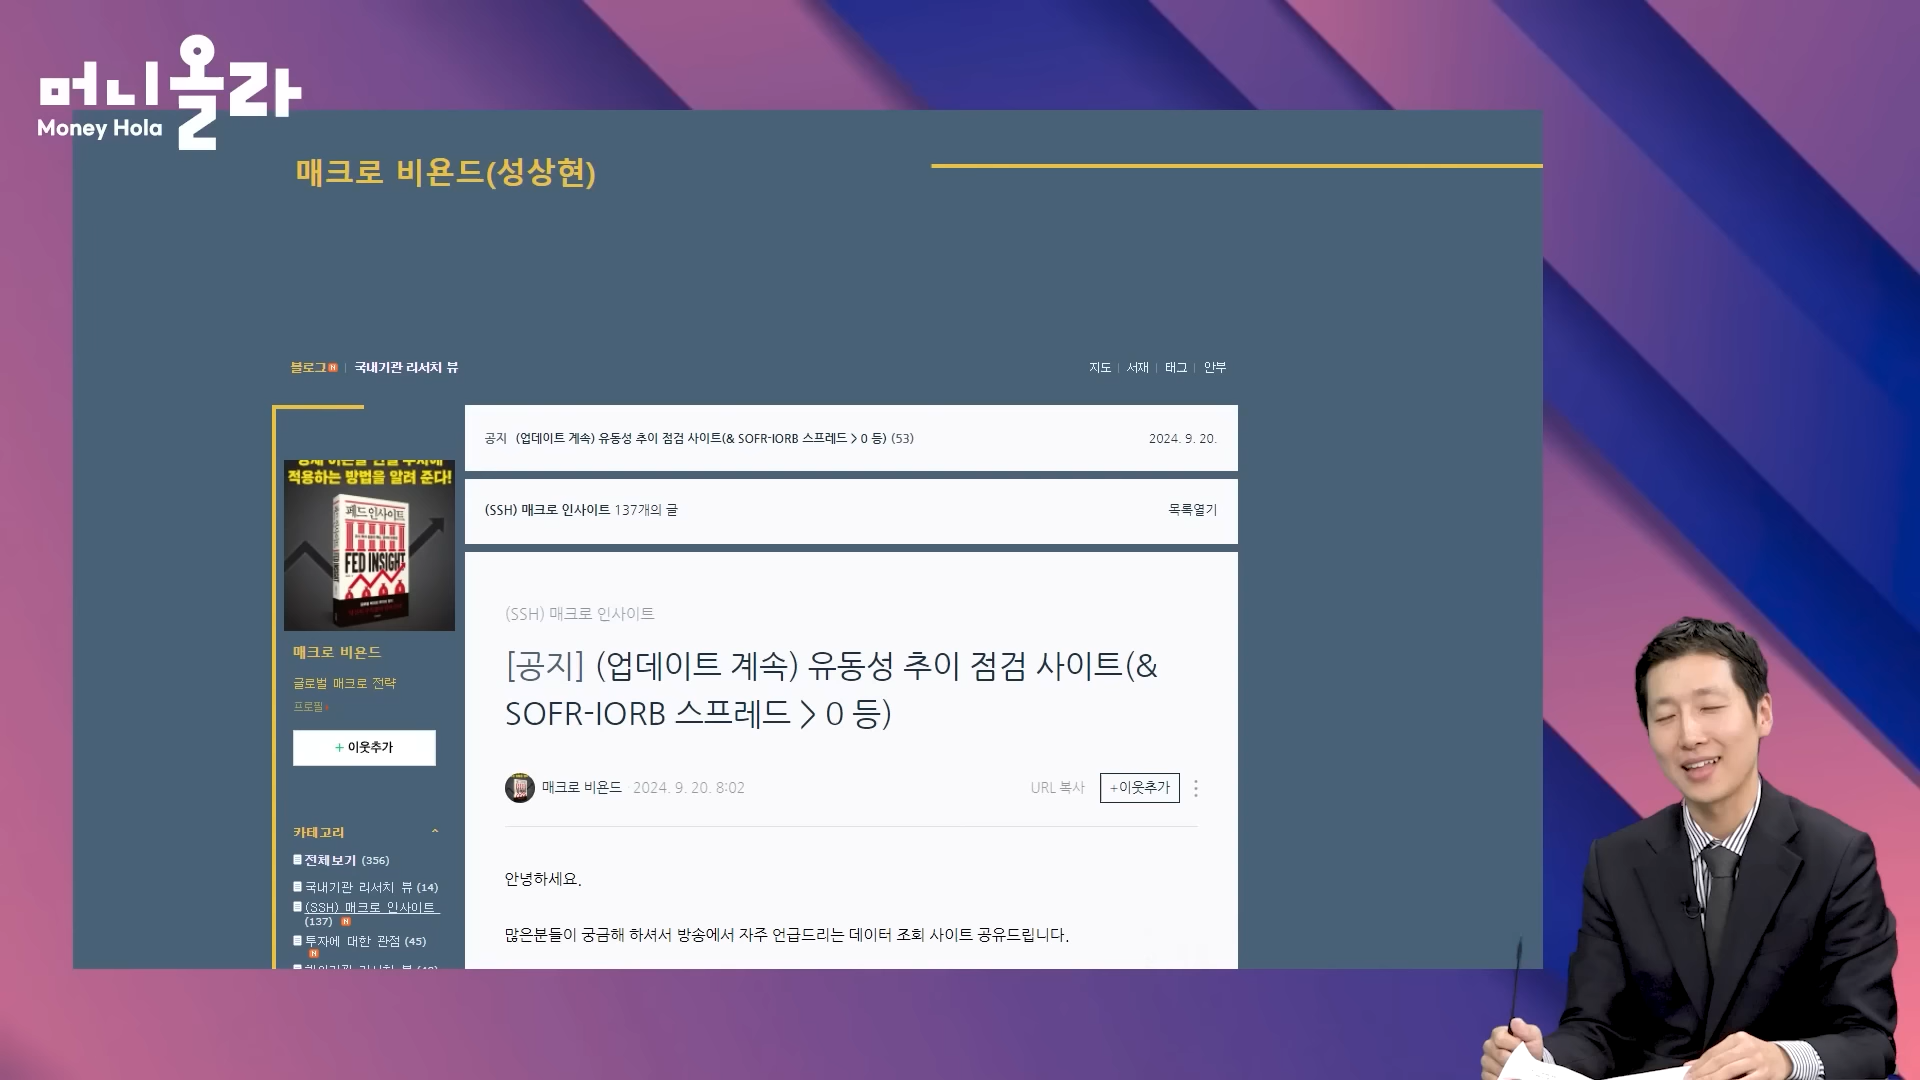 머니올라
Money Hola
매크로 비욘드(성상현)
블로그 N | 국내기관 리서치 뷰
지도 | 서재 | 태그 | 안부
공지 (업데이트 계속) 유동성 추이 점검 사이트(& SOFR-IORB 스프레드 > 0 등) (53)
2024. 9. 20.
(SSH) 매크로 인사이트 137개의 글
목록열기
적용하는 방법을 알려 준다!
페드 인사이트
FED INSIGHT
매크로 비욘드
글로벌 매크로 전략
프로필
+ 이웃추가
카테고리
전체보기 (356)
국내기관 리서치 뷰 (14)
(SSH) 매크로 인사이트
(137) N
투자에 대한 관점 (45)
N
(SSH) 매크로 인사이트
[공지] (업데이트 계속) 유동성 추이 점검 사이트(&
SOFR-IORB 스프레드 > 0 등)
매크로 비욘드 · 2024. 9. 20. 8:02
URL 복사 +이웃추가
안녕하세요.
많은분들이 궁금해 하셔서 방송에서 자주 언급드리는 데이터 조회 사이트 공유드립니다.